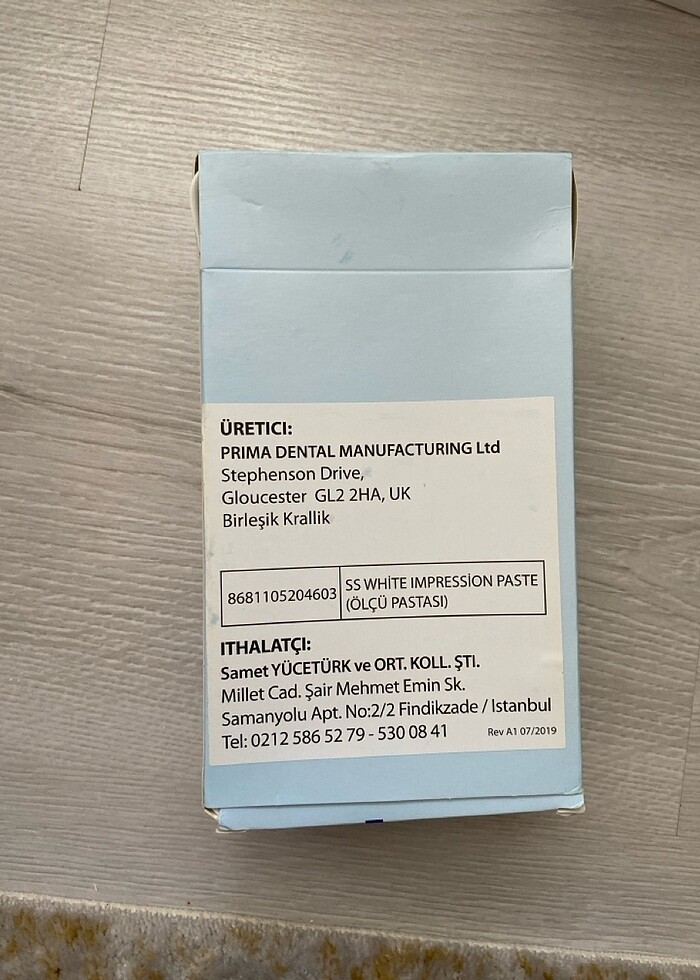 ÜRETICI:
PRIMA DENTAL MANUFACTURING Ltd
Stephenson Drive,
Gloucester GL2 2HA, UK
Birleşik Krallik
8681105204603
SS WHİTE IMPRESSİON PASTE
(ÖLÇÜ PASTASI)
ITHALATÇI:
Samet YÜCETÜRK ve ORT. KOLL. ŞTI.
Millet Cad. Şair Mehmet Emin Sk.
Samanyolu Apt. No:2/2 Findikzade / Istanbul
Tel: 0212 586 52 79 - 530 08 41
Rev A1 07/2019